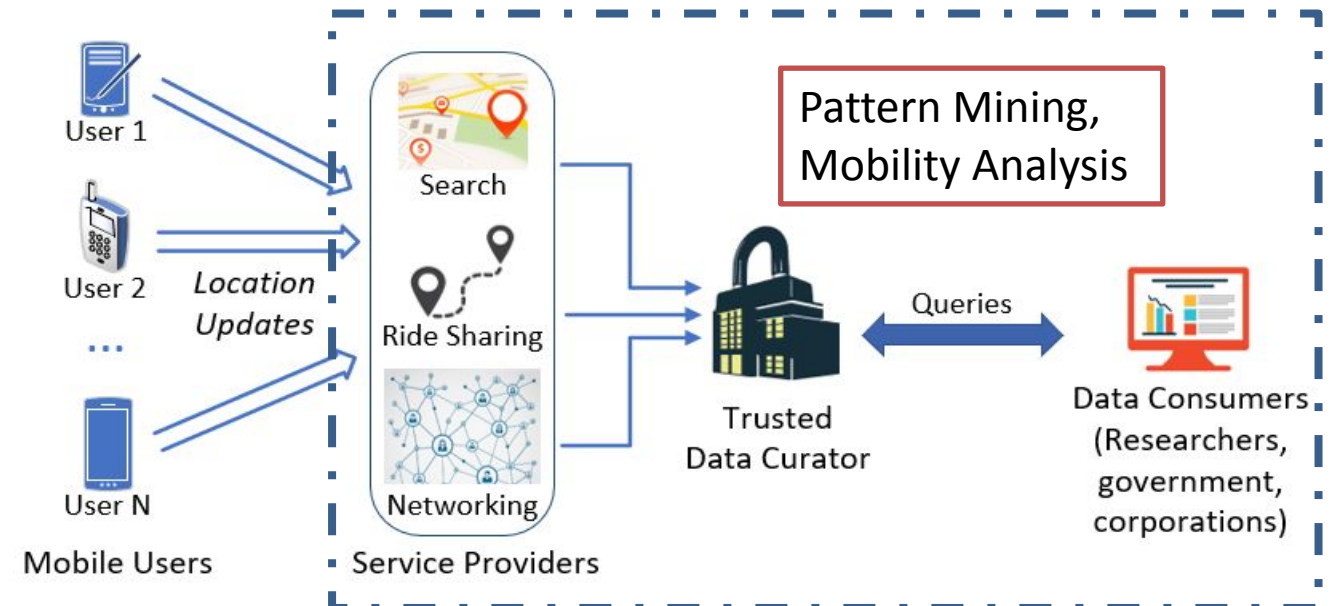 User 1
User 2
...
User N
Mobile Users
Location
Updates
Search
Ride Sharing
Networking
Service Providers
Pattern Mining,
Mobility Analysis
Trusted
Data Curator
Queries
Data Consumers
(Researchers,
government,
corporations)